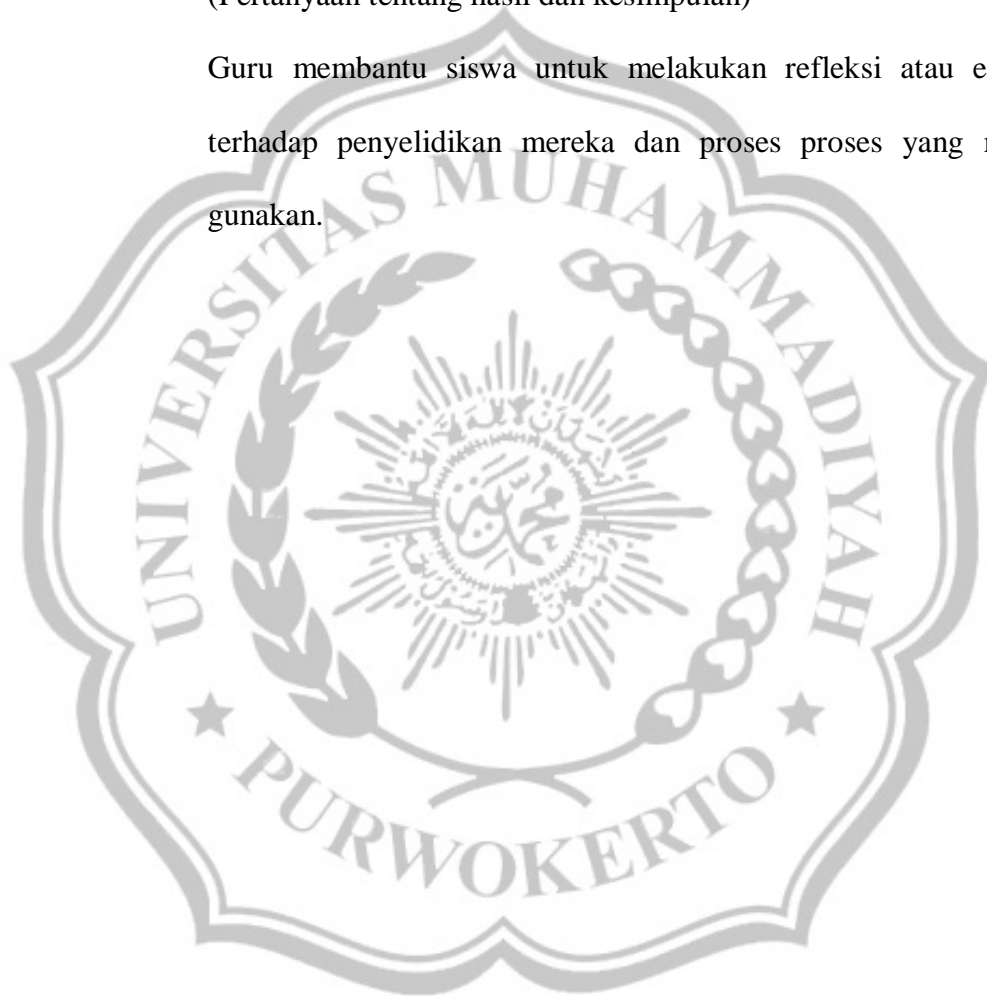 Guru membantu siswa untuk melakukan refleksi atau
terhadap penyelidikan mereka dan proses proses yang
gunakan.
UNIVERSITAS MUHAMMADIYAH
PURWOKERTO